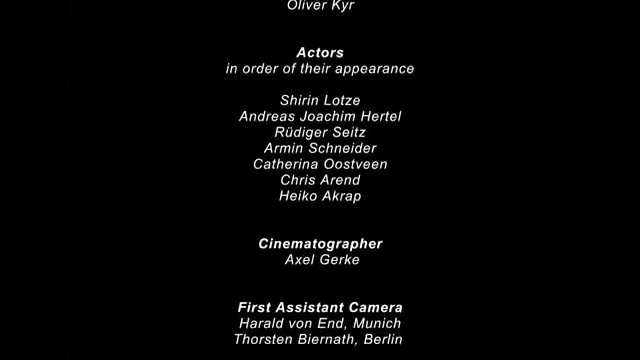 Oliver Kyr
Actors
in order of their appearance
Shirin Lotze
Andreas Joachim Hertel
Rüdiger Seitz
Armin Schneider
Catherina Oostveen
Chris Arend
Heiko Akrap
Cinematographer
Axel Gerke
First Assistant Camera
Harald von End, Munich
Thorsten Biernath, Berlin